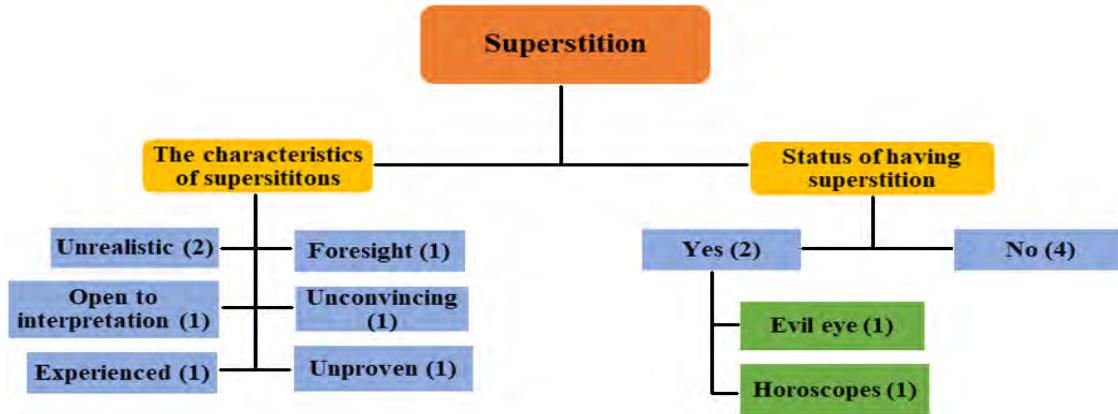 Superstition
The characteristics
of supersititons
Status of having
superstition
Unrealistic (2)
Foresight (1)
Open to
interpretation (1)
Unconvincing
(1)
Experienced (1)
Unproven (1)
Yes (2)
No (4)
Evil eye (1)
Horoscopes (1)